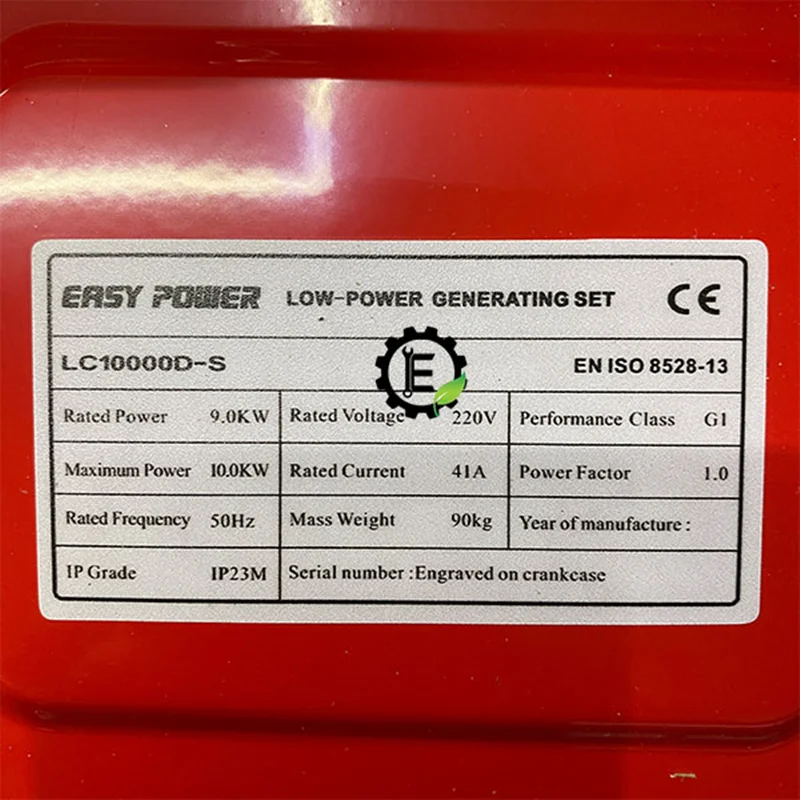 EASY POWER LOW-POWER GENERATING SET CE
LC10000D-S E EN ISO 8528-13
Rated Power 9.0KW Rated Voltage 220V Performance Class G1
Maximum Power 10.0KW Rated Current 41A Power Factor 1.0
Rated Frequency 50Hz Mass Weight 90kg Year of manufacture :
IP Grade IP23M Serial number :Engraved on crankcase